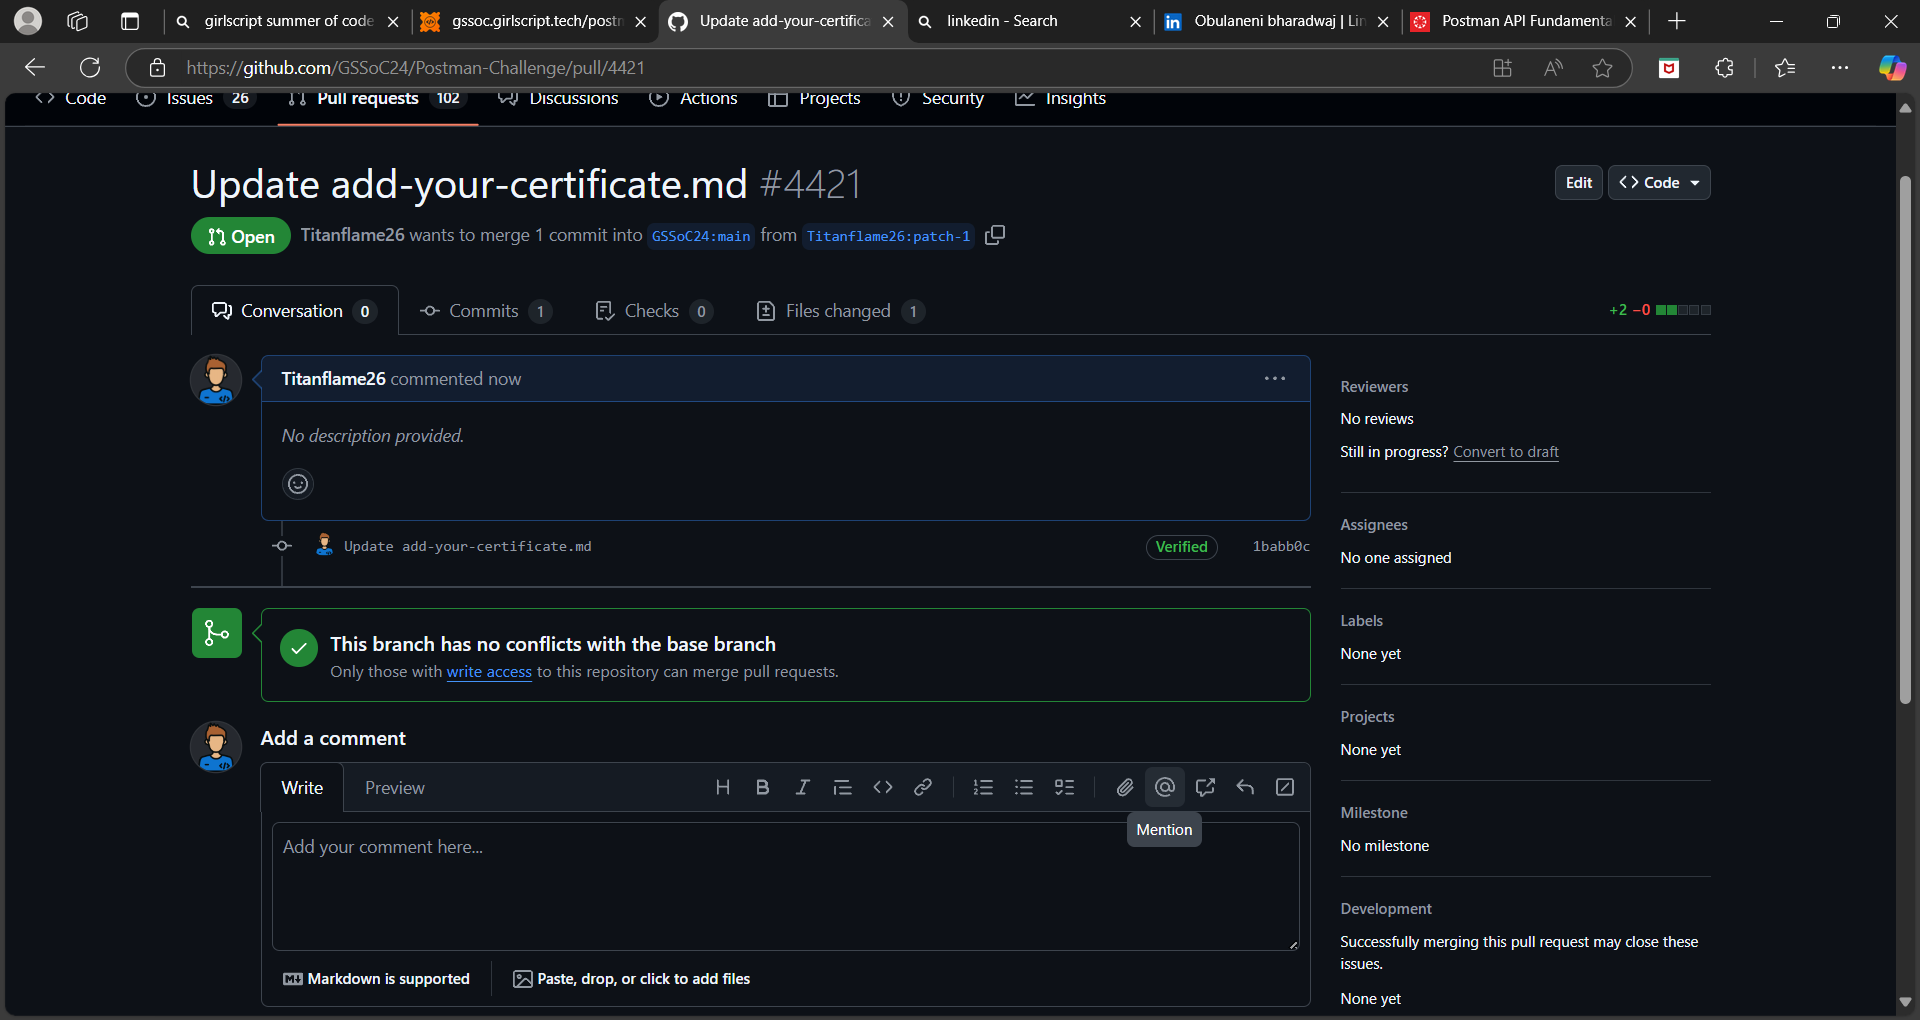 girlscript summer of code
gssoc.girlscript.tech/postm
Update add-your-certifica
linkedin - Search
Obulaneni bharadwaj | Lin
Postman API Fundamenta
https://github.com/GSSoC24/Postman-Challenge/pull/4421
Code
Issues 26
Pull requests 102
Discussions
Actions
Projects
Security
Insights
Update add-your-certificate.md #4421
Edit
<> Code
Open
Titanflame26 wants to merge 1 commit into GSSoC24:main from Titanflame26:patch-1
Conversation 0
Commits 1
Checks 0
Files changed 1
+2 −0
Titanflame26 commented now
No description provided.
Update add-your-certificate.md
Verified
1babb0c
This branch has no conflicts with the base branch
Only those with write access to this repository can merge pull requests.
Add a comment
Write
Preview
Mention
Add your comment here...
Markdown is supported
Paste, drop, or click to add files
Reviewers
No reviews
Still in progress? Convert to draft
Assignees
No one assigned
Labels
None yet
Projects
None yet
Milestone
No milestone
Development
Successfully merging this pull request may close these
issues.
None yet